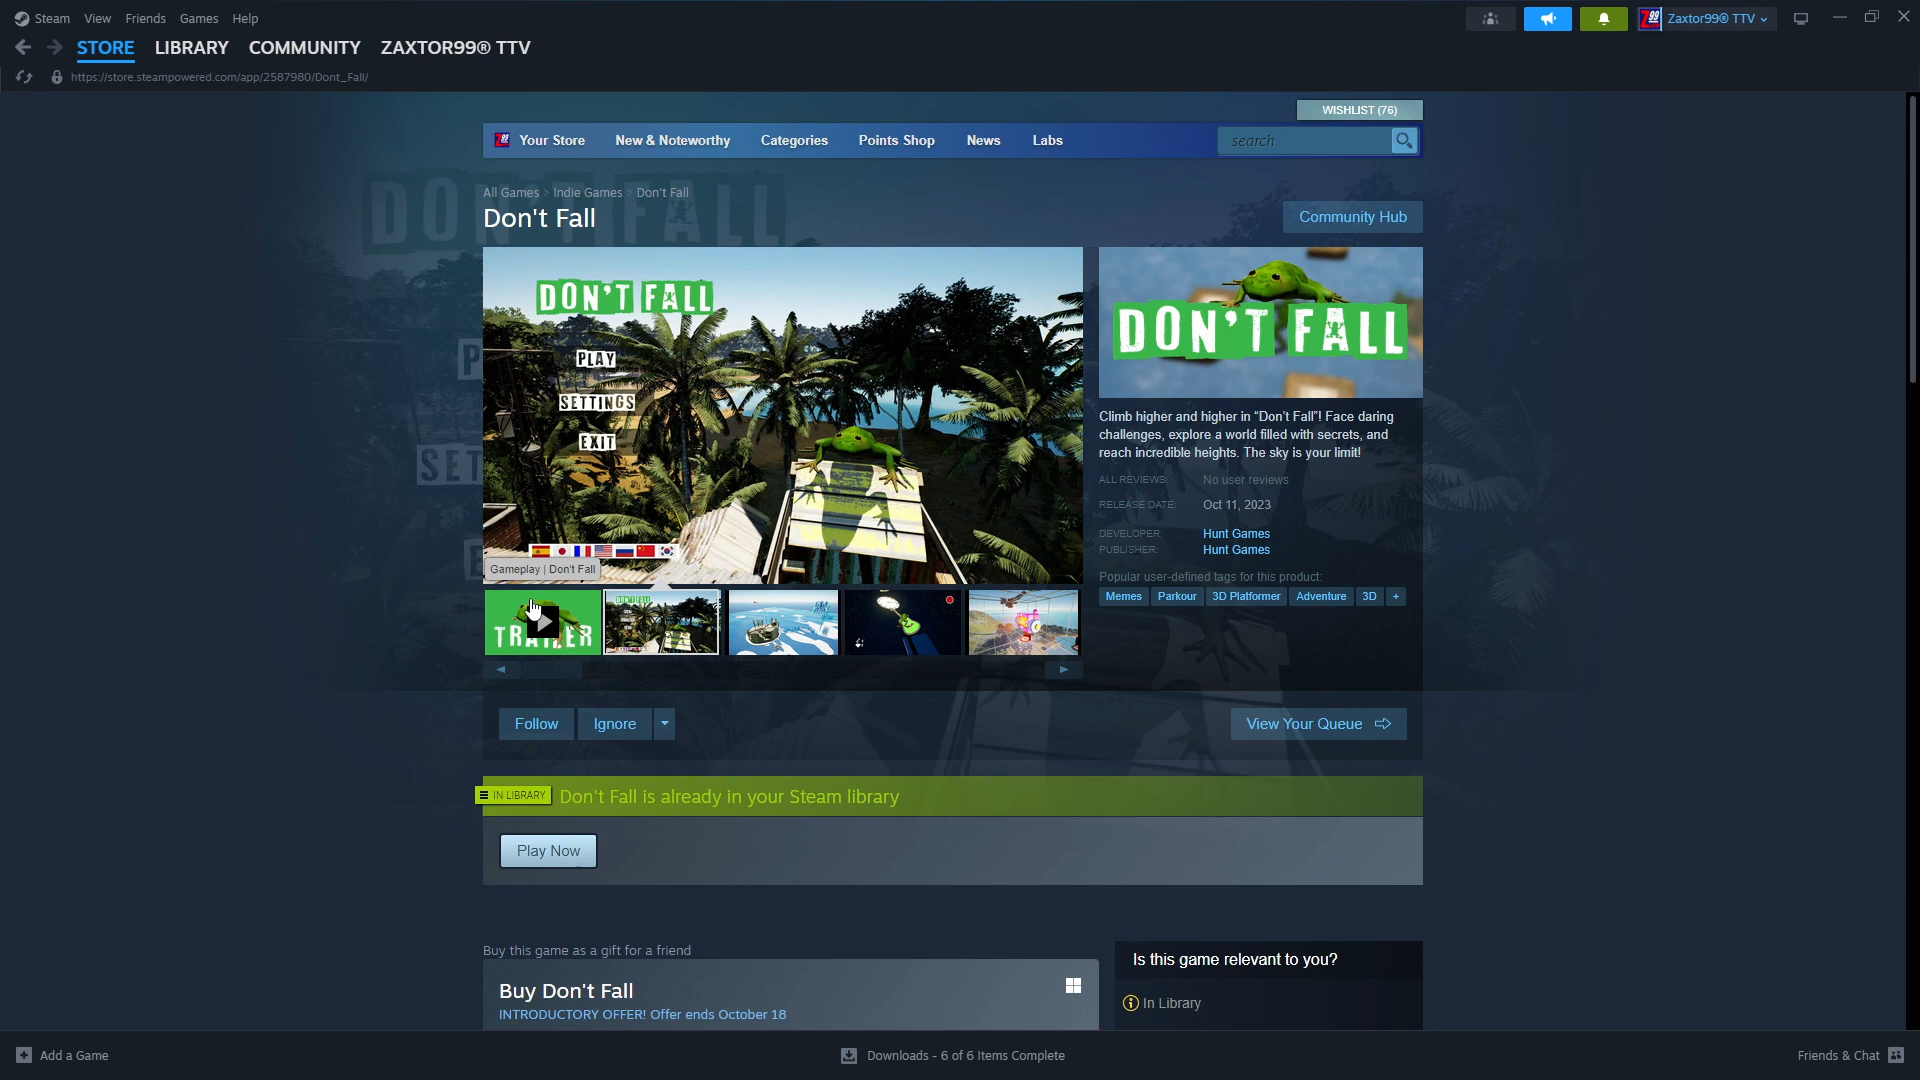 Steam View Friends Games Help
Zaxtor99® TTV
STORE LIBRARY COMMUNITY ZAXTOR99® TTV
https://store.steampowered.com/app/2587980/Dont_Fall/
WISHLIST (76)
Your Store New & Noteworthy Categories Points Shop News Labs
search
All Games > Indie Games > Don't Fall
Don't Fall
Community Hub
DON'T FALL
PLAY
SETTINGS
EXIT
Gameplay | Don't Fall
TRAILER
DON'T FALL
Climb higher and higher in “Don’t Fall”! Face daring
challenges, explore a world filled with secrets, and
reach incredible heights. The sky is your limit!
ALL REVIEWS: No user reviews
RELEASE DATE: Oct 11, 2023
DEVELOPER: Hunt Games
PUBLISHER: Hunt Games
Popular user-defined tags for this product:
Memes Parkour 3D Platformer Adventure 3D +
Follow Ignore
View Your Queue
IN LIBRARY Don't Fall is already in your Steam library
Play Now
Buy this game as a gift for a friend
Buy Don't Fall
INTRODUCTORY OFFER! Offer ends October 18
Is this game relevant to you?
In Library
Add a Game
Downloads - 6 of 6 Items Complete
Friends & Chat